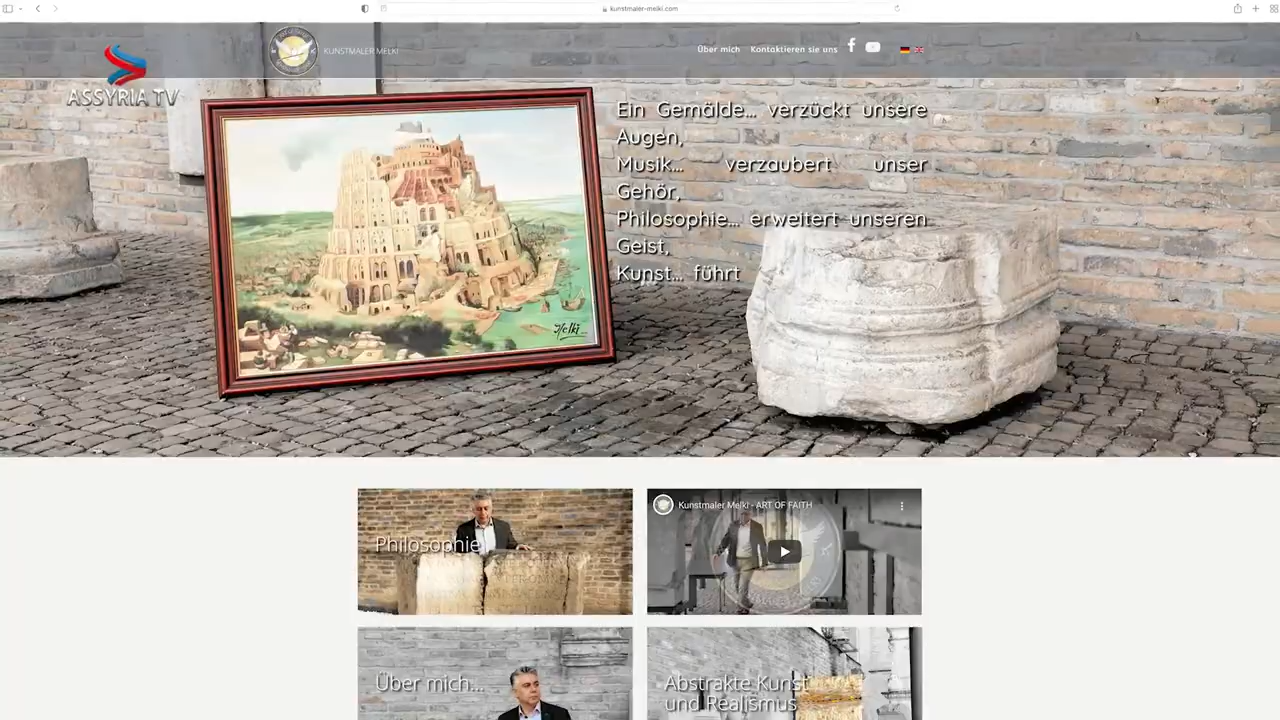 kunstmaler-melki.com
KUNSTMALER MELKI
Über mich
Kontaktieren sie uns
ASSYRIA TV
Ein Gemälde... verzückt unsere
Augen,
Musik... verzaubert unser
Gehör,
Philosophie... erweitert unseren
Geist,
Kunst... führt
Melki
Philosophie
Kunstmaler Melki - ART OF FAITH
Über mich...
Abstrakte Kunst
und Realismus